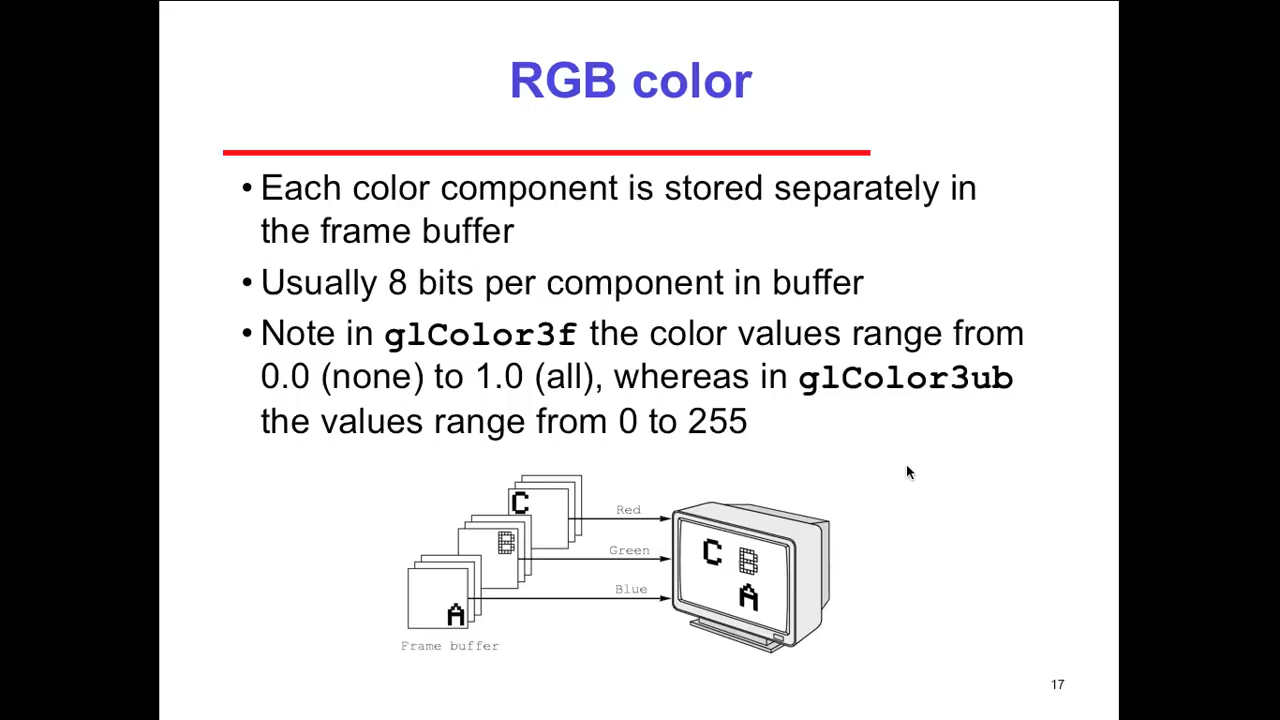 RGB color
• Each color component is stored separately in
the frame buffer
• Usually 8 bits per component in buffer
• Note in glColor3f the color values range from
0.0 (none) to 1.0 (all), whereas in glColor3ub
the values range from 0 to 255
C
Red
B
Green
C B
Blue
A
A
Frame buffer
17